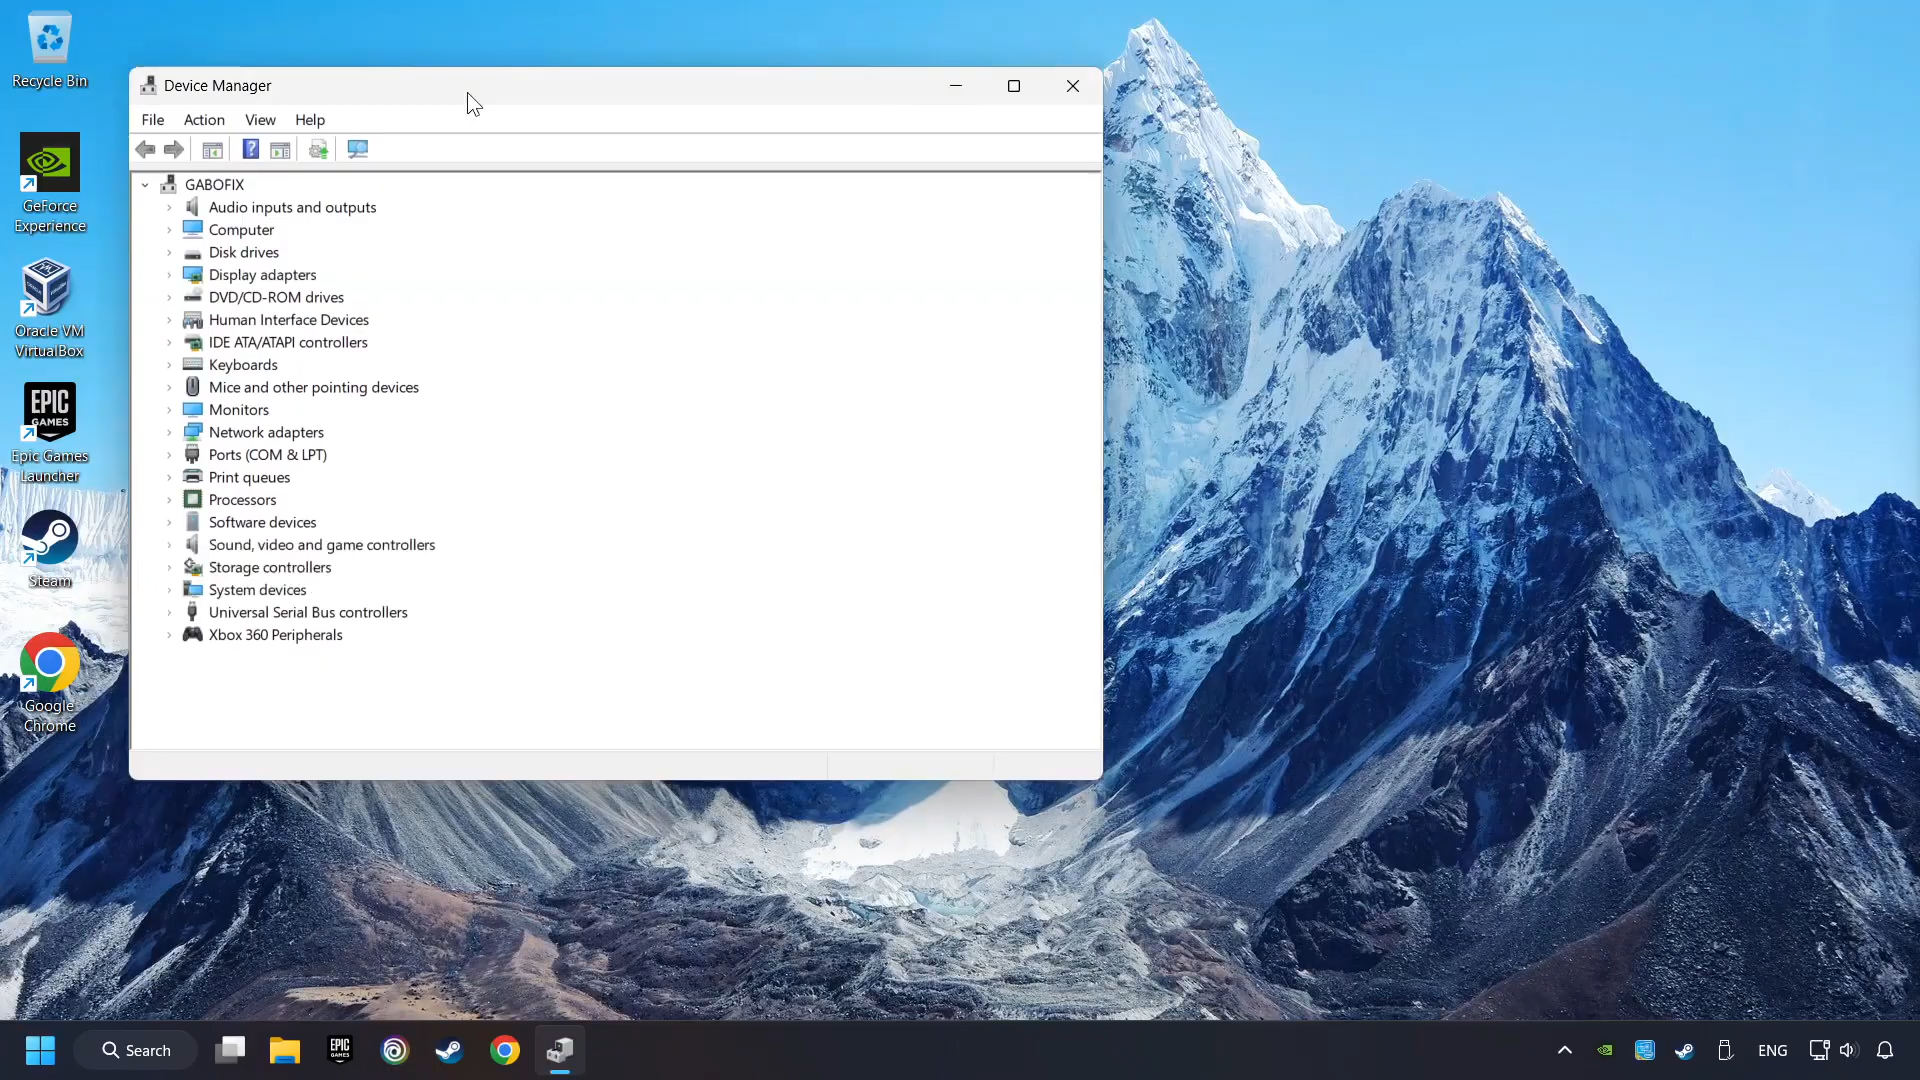 Recycle Bin
GeForce
Experience
Oracle VM
VirtualBox
EPIC
GAMES
Epic Games
Launcher
Steam
Google
Chrome
Device Manager
File Action View Help
GABOFIX
Audio inputs and outputs
Computer
Disk drives
Display adapters
DVD/CD-ROM drives
Human Interface Devices
IDE ATA/ATAPI controllers
Keyboards
Mice and other pointing devices
Monitors
Network adapters
Ports (COM & LPT)
Print queues
Processors
Software devices
Sound, video and game controllers
Storage controllers
System devices
Universal Serial Bus controllers
Xbox 360 Peripherals
Search
EPIC
GAMES
ENG